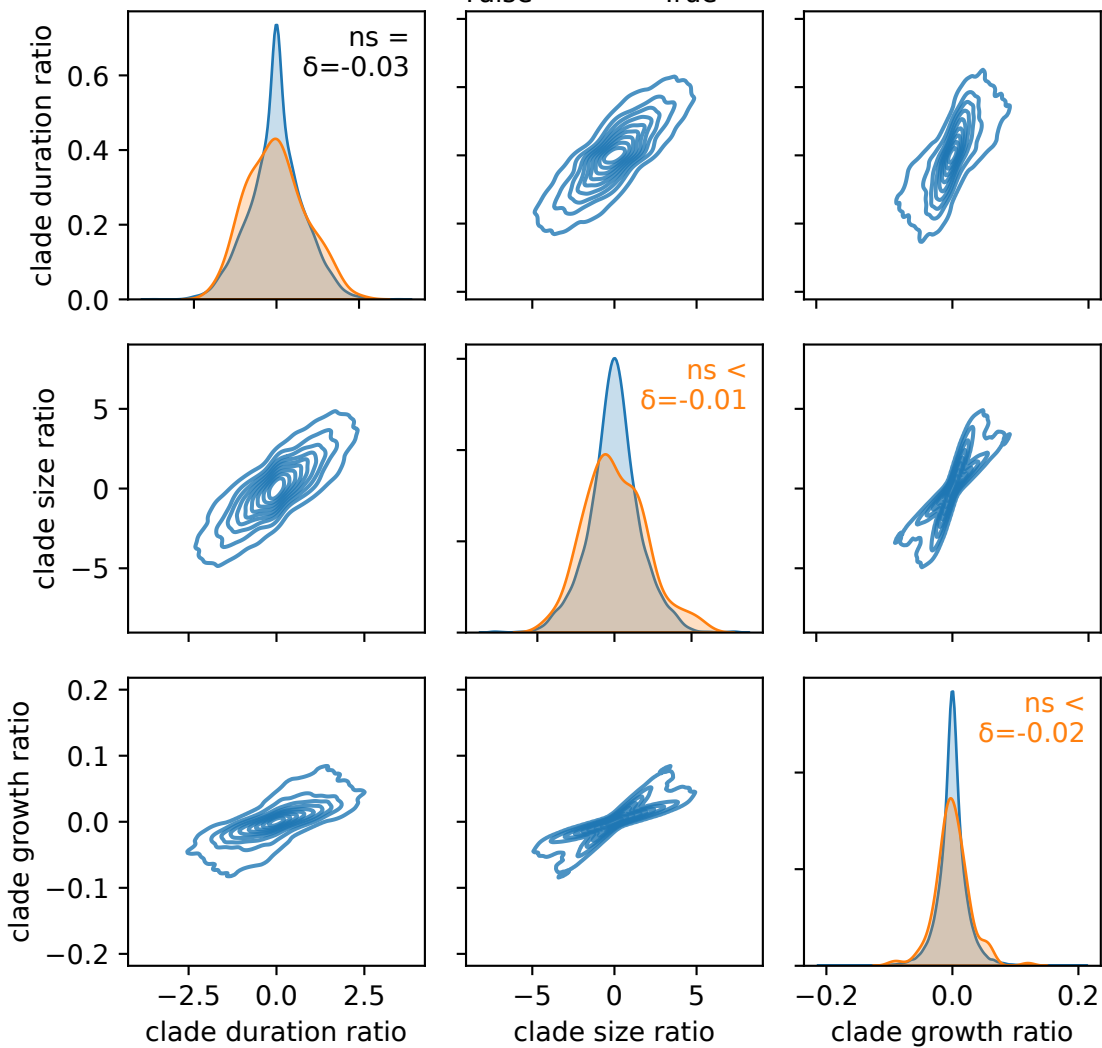 clade duration ratio
0.6
0.4
0.2
0.0
ns =
δ=-0.03
clade size ratio
5
0
−5
ns <
δ=-0.01
clade growth ratio
0.2
0.1
0.0
−0.1
−0.2
ns <
δ=-0.02
−2.5 0.0 2.5
−5 0 5
−0.2 0.0 0.2
clade duration ratio
clade size ratio
clade growth ratio